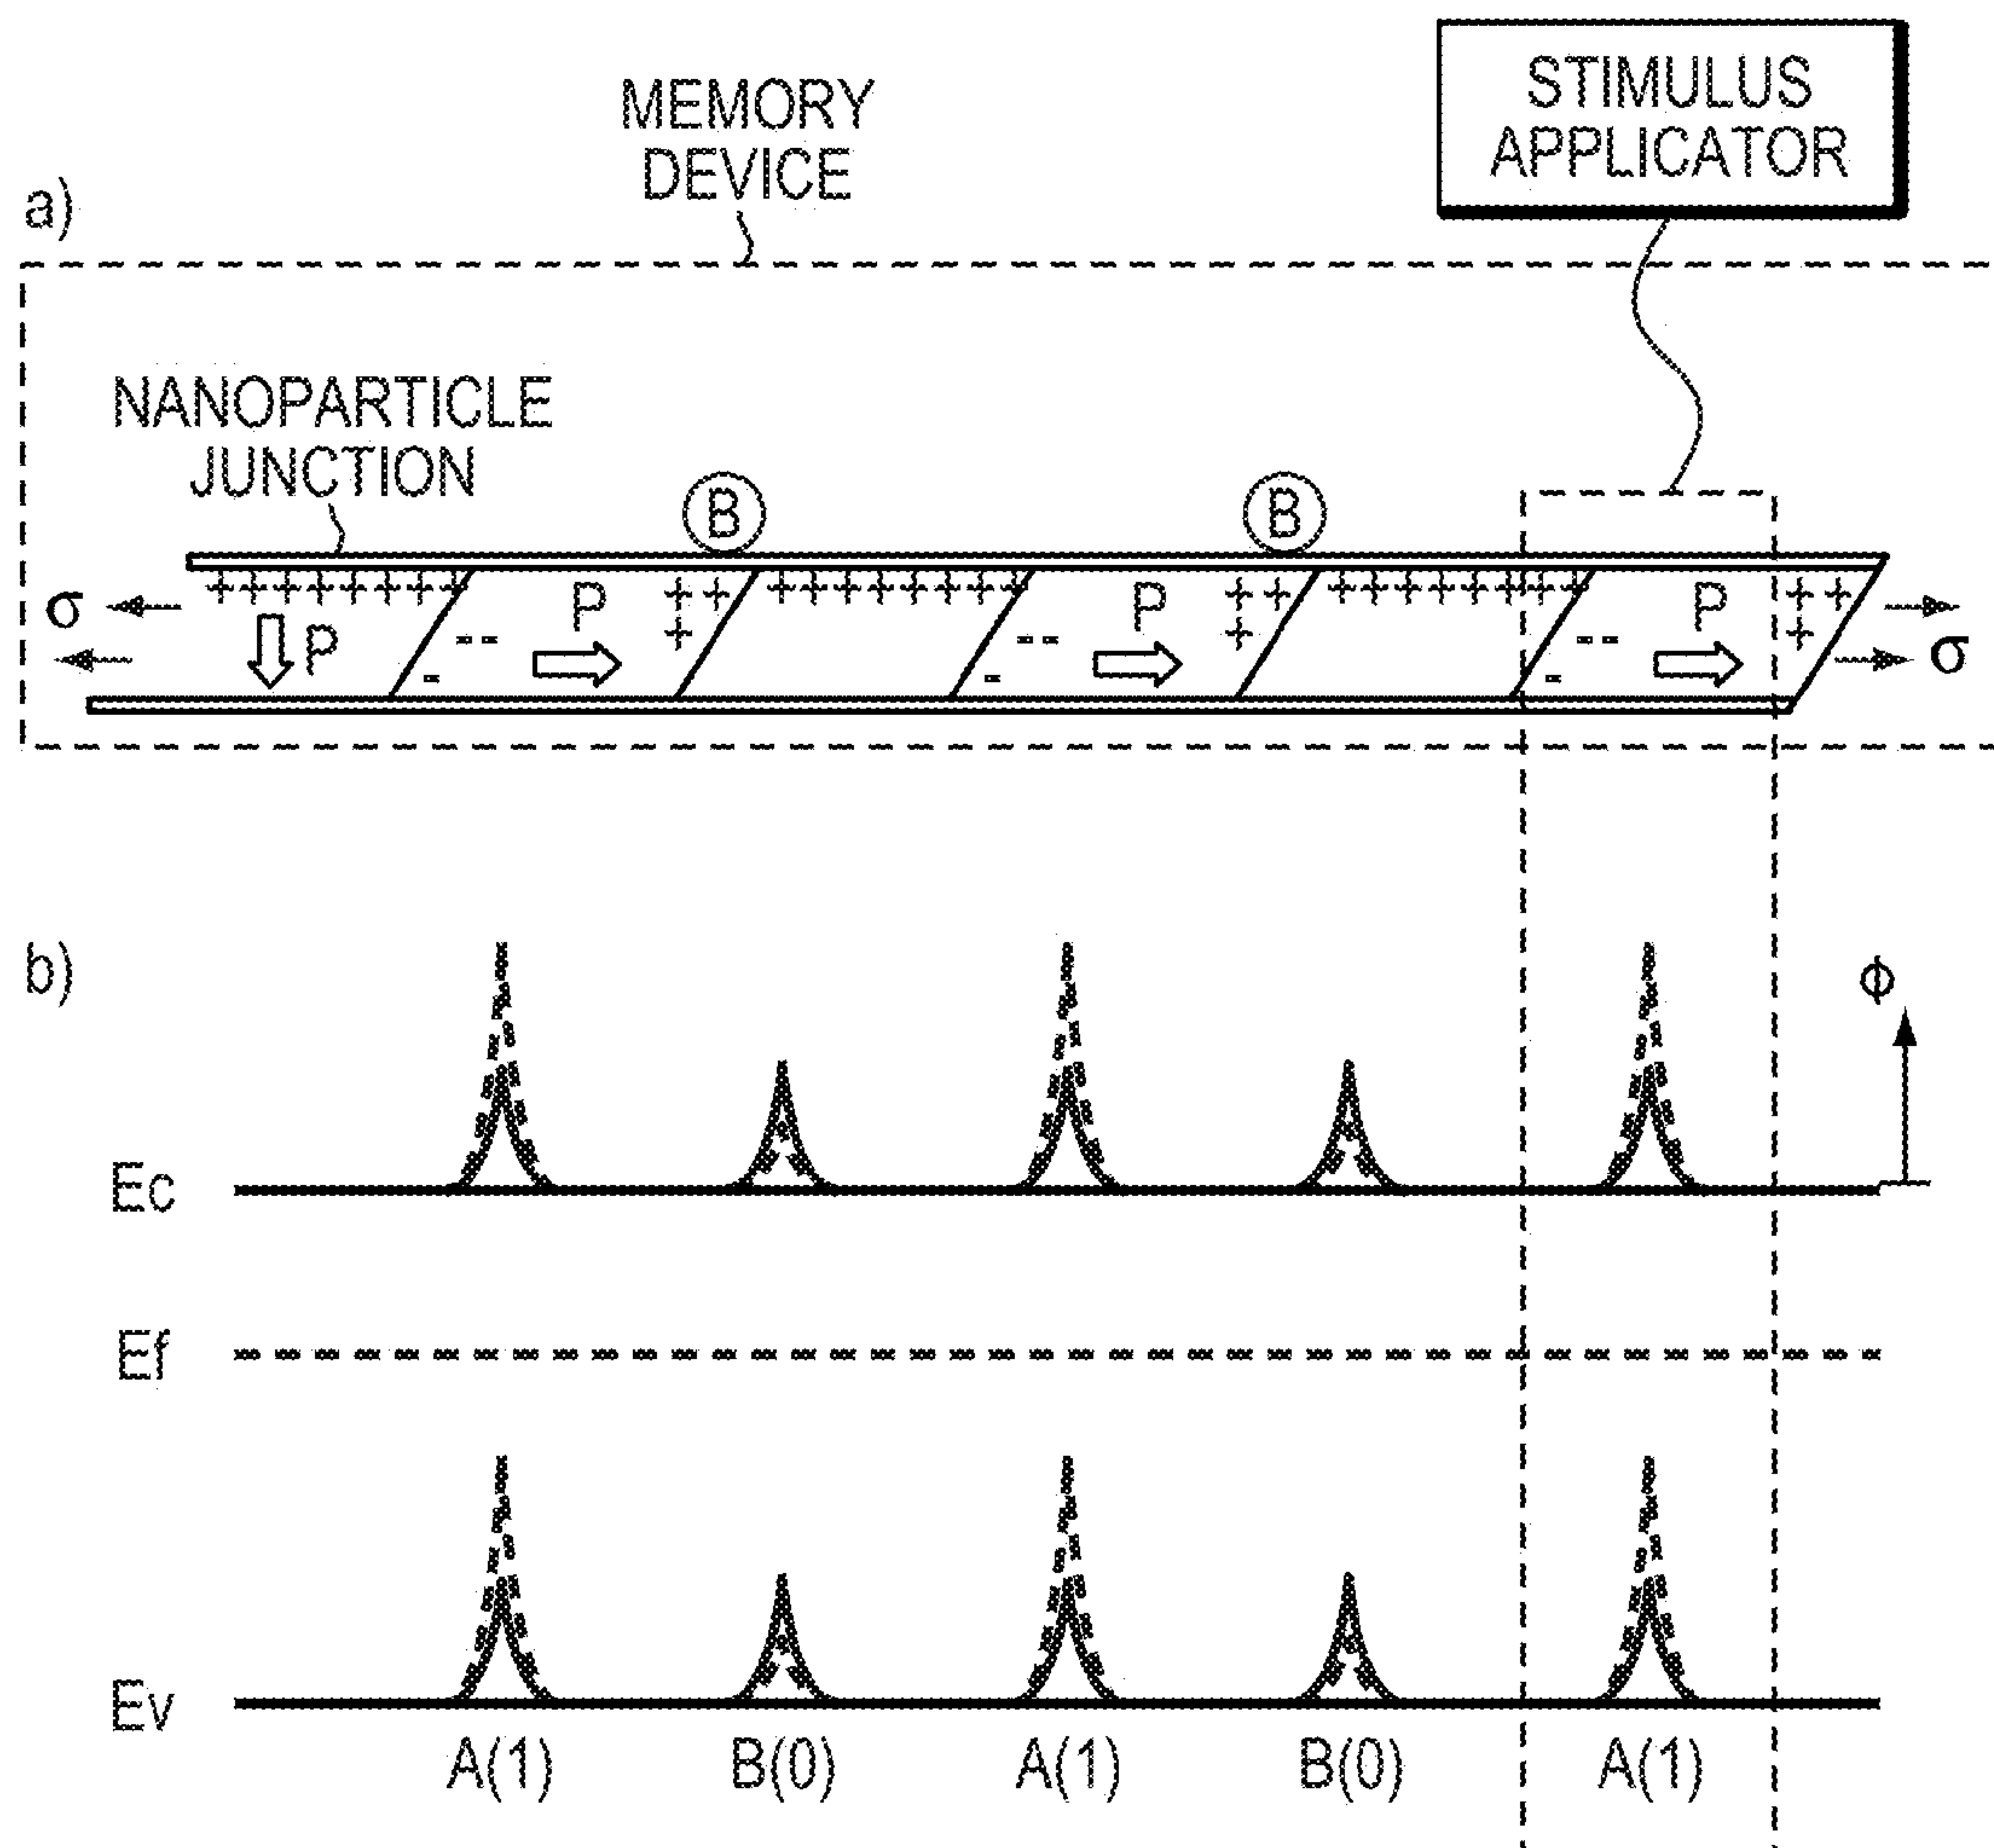 STIMULUS
APPLICATOR
MEMORY
DEVICE
a)
NANOPARTICLE
JUNCTION
B B
+++++++++ P ++ +++++++++ P ++ +++++++++ P ++
σ -- + -- + -- + σ
P - - -
b)
ϕ
Ec
Ef
Ev
A(1) B(0) A(1) B(0) A(1)